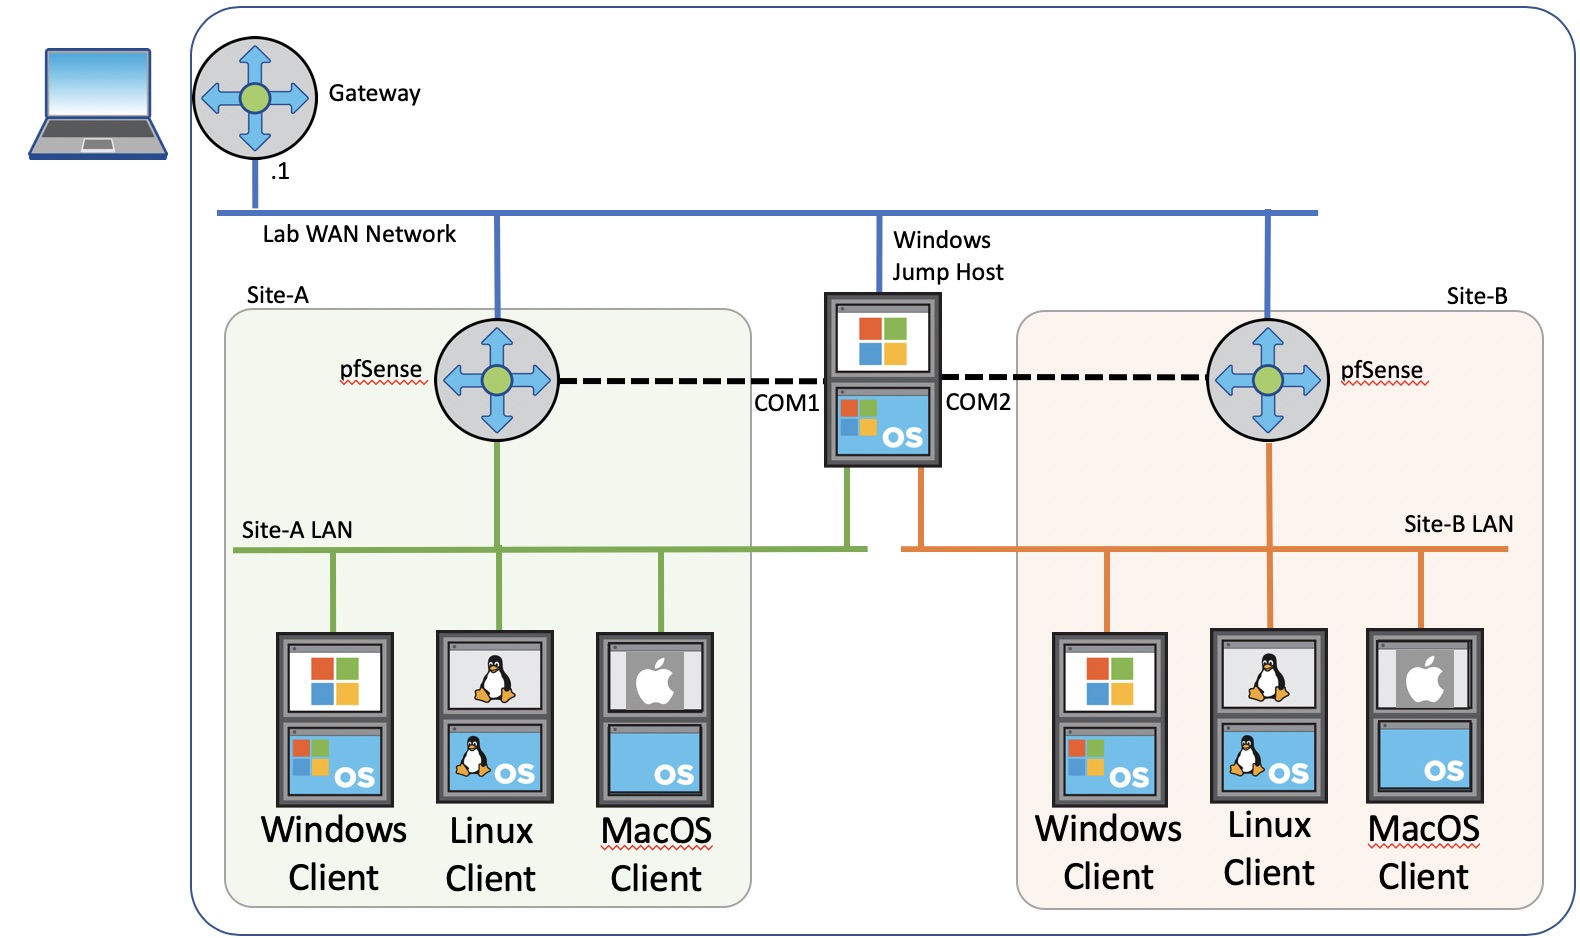 Gateway
.1
Lab WAN Network
Windows
Jump Host
Site-A
Site-B
pfSense
pfSense
COM1
COM2
OS
Site-A LAN
Site-B LAN
OS
OS
OS
OS
OS
OS
Windows
Client
Linux
Client
MacOS
Client
Windows
Client
Linux
Client
MacOS
Client